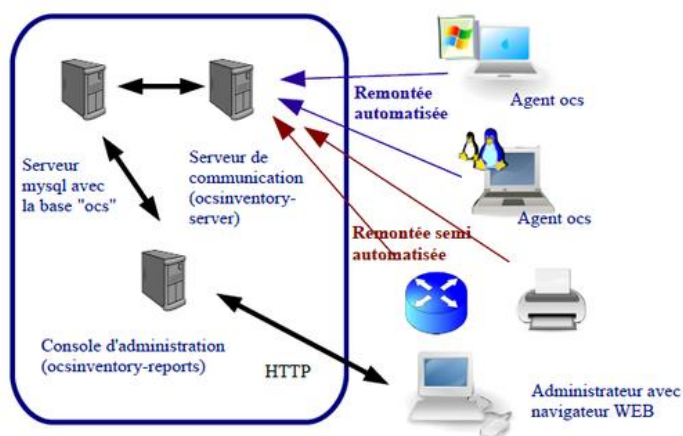 Remontée
automatisée
Agent ocs
Serveur
mysql avec
la base "ocs"
Serveur de
communication
(ocsinventory-
server)
Agent ocs
Remontée semi
automatisée
Console d'administration
(ocsinventory-reports)
HTTP
Administrateur avec
navigateur WEB